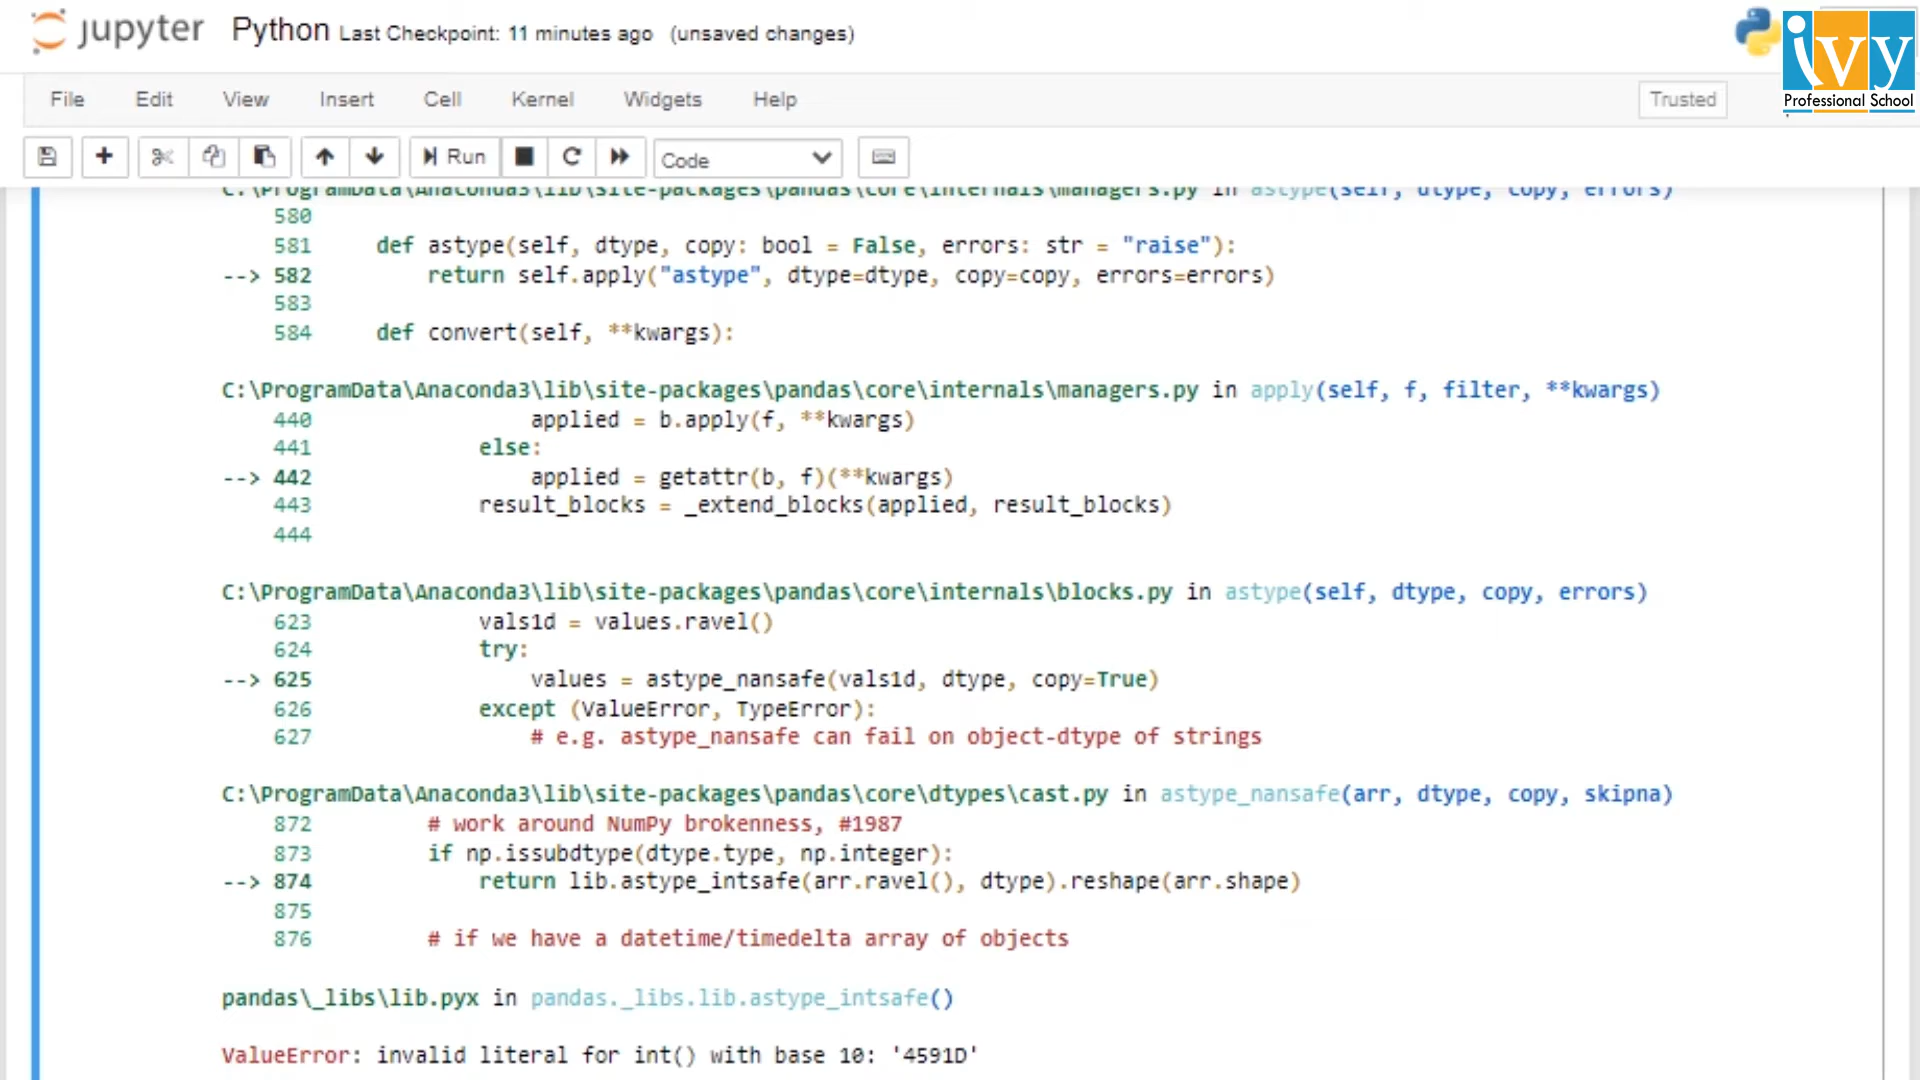 jupyter Python Last Checkpoint: 11 minutes ago (unsaved changes)
ivy
Professional School
File Edit View Insert Cell Kernel Widgets Help Trusted
Run Code
C:\ProgramData\Anaconda3\lib\site-packages\pandas\core\internals\managers.py in astype(self, dtype, copy, errors)
580
581 def astype(self, dtype, copy: bool = False, errors: str = "raise"):
--> 582 return self.apply("astype", dtype=dtype, copy=copy, errors=errors)
583
584 def convert(self, **kwargs):
C:\ProgramData\Anaconda3\lib\site-packages\pandas\core\internals\managers.py in apply(self, f, filter, **kwargs)
440 applied = b.apply(f, **kwargs)
441 else:
--> 442 applied = getattr(b, f)(**kwargs)
443 result_blocks = _extend_blocks(applied, result_blocks)
444
C:\ProgramData\Anaconda3\lib\site-packages\pandas\core\internals\blocks.py in astype(self, dtype, copy, errors)
623 vals1d = values.ravel()
624 try:
--> 625 values = astype_nansafe(vals1d, dtype, copy=True)
626 except (ValueError, TypeError):
627 # e.g. astype_nansafe can fail on object-dtype of strings
C:\ProgramData\Anaconda3\lib\site-packages\pandas\core\dtypes\cast.py in astype_nansafe(arr, dtype, copy, skipna)
872 # work around NumPy brokenness, #1987
873 if np.issubdtype(dtype.type, np.integer):
--> 874 return lib.astype_intsafe(arr.ravel(), dtype).reshape(arr.shape)
875
876 # if we have a datetime/timedelta array of objects
pandas\_libs\lib.pyx in pandas._libs.lib.astype_intsafe()
ValueError: invalid literal for int() with base 10: '4591D'